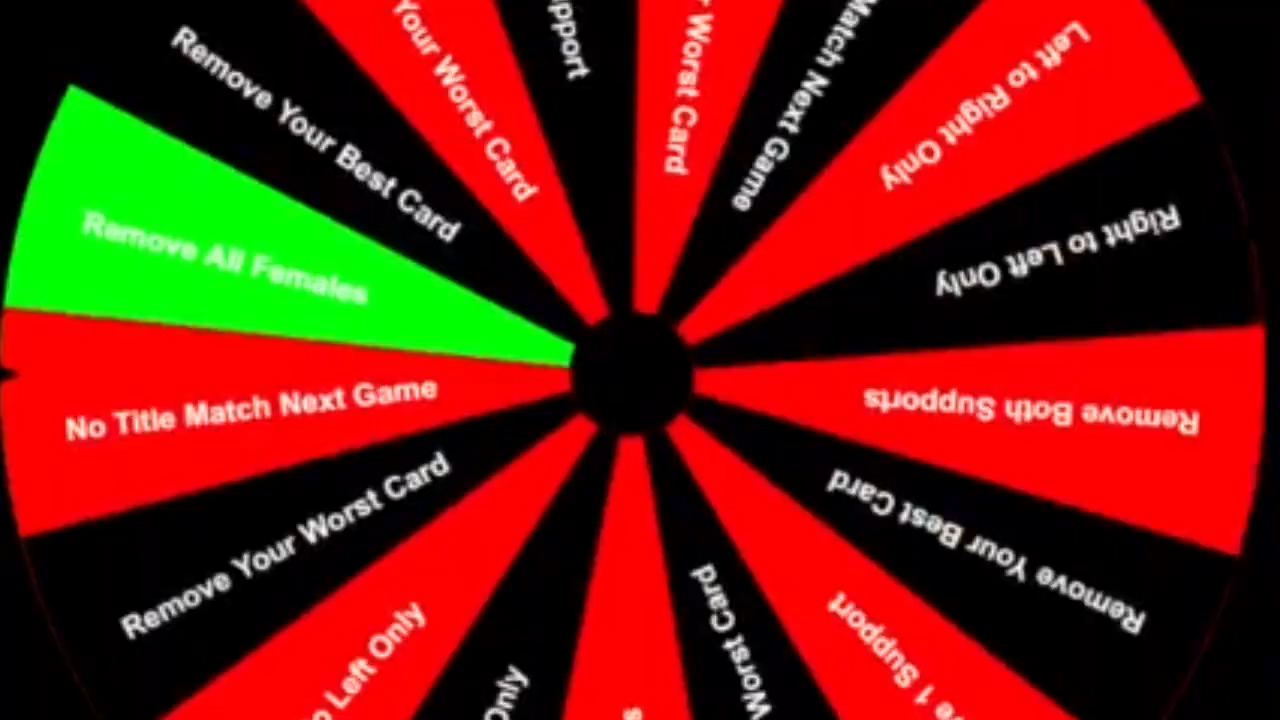 Remove Your Best Card
Your Worst Card
Worst Card
Match Next Game
Left to Right Only
Right to Left Only
Remove Both Supports
Remove Your Best Card
1 Support
Worst Card
Only
Left Only
Remove Your Worst Card
No Title Match Next Game
Remove All Females